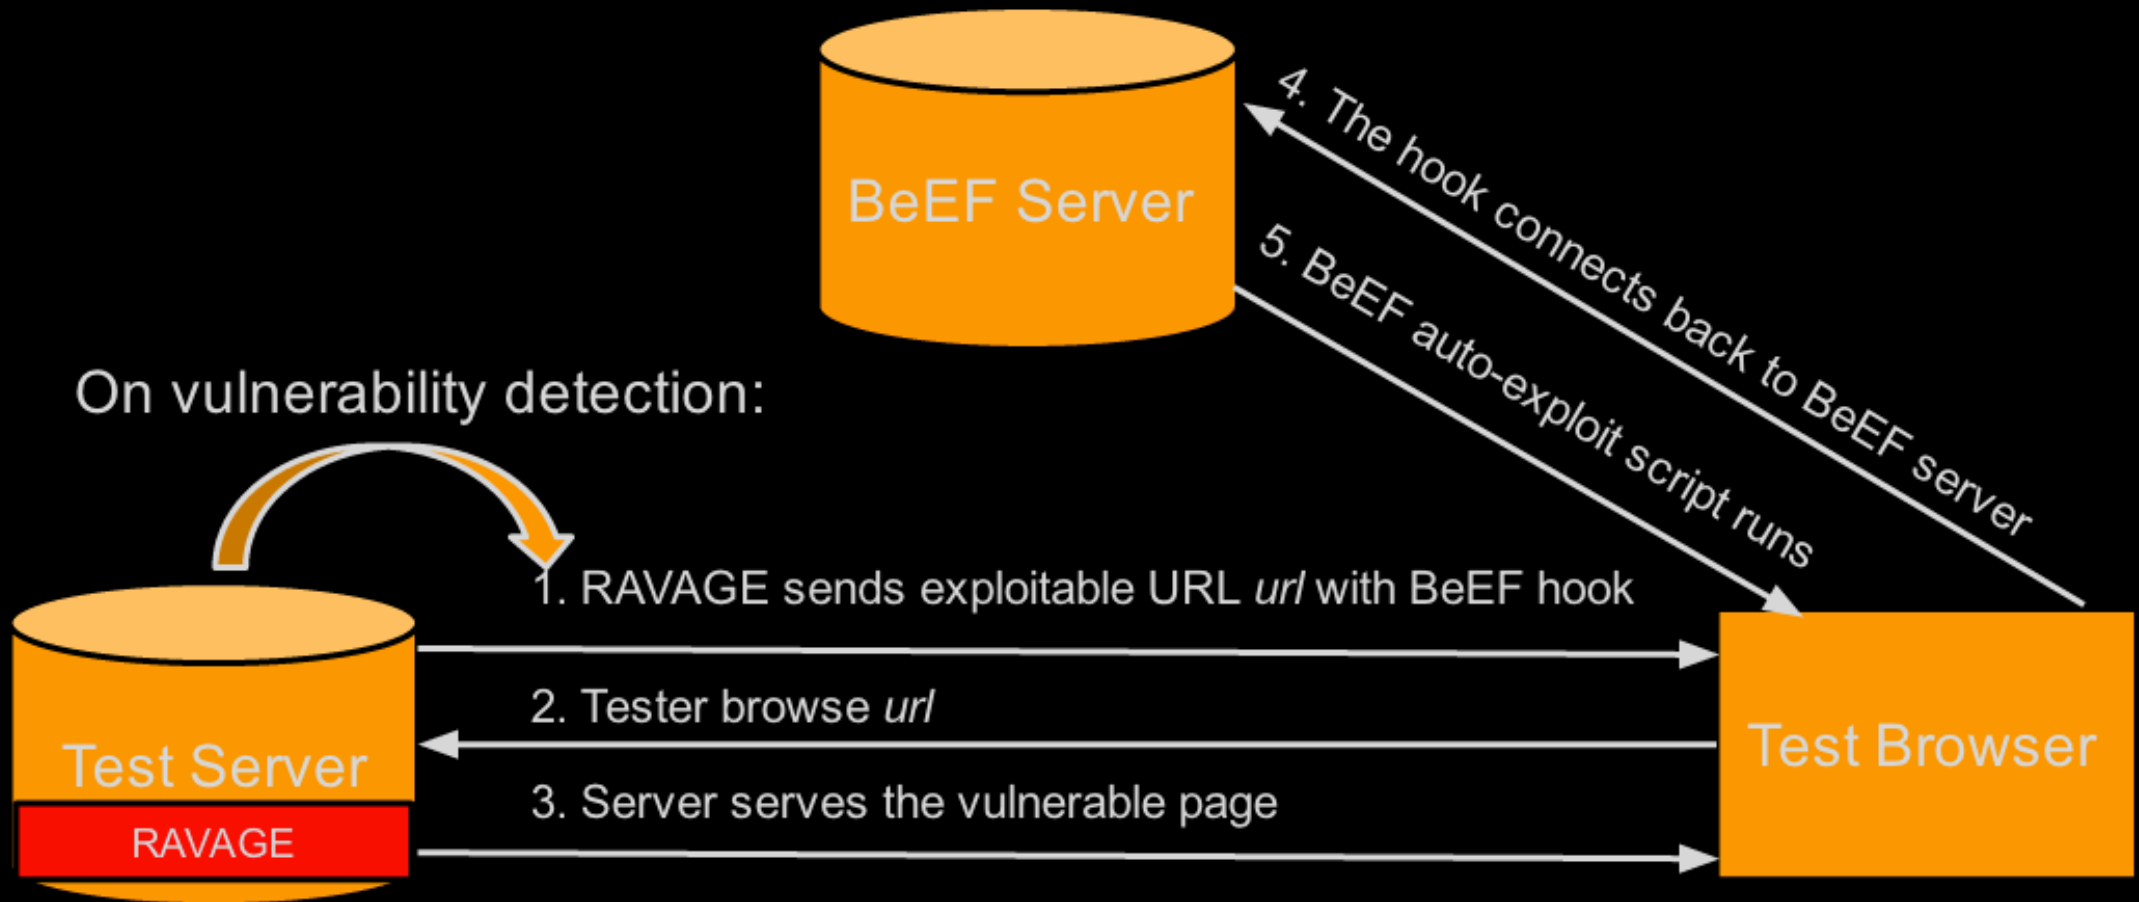 BeEF Server
4. The hook connects back to BeEF server
5. BeEF auto-exploit script runs
On vulnerability detection:
1. RAVAGE sends exploitable URL url with BeEF hook
2. Tester browse url
3. Server serves the vulnerable page
Test Server
RAVAGE
Test Browser